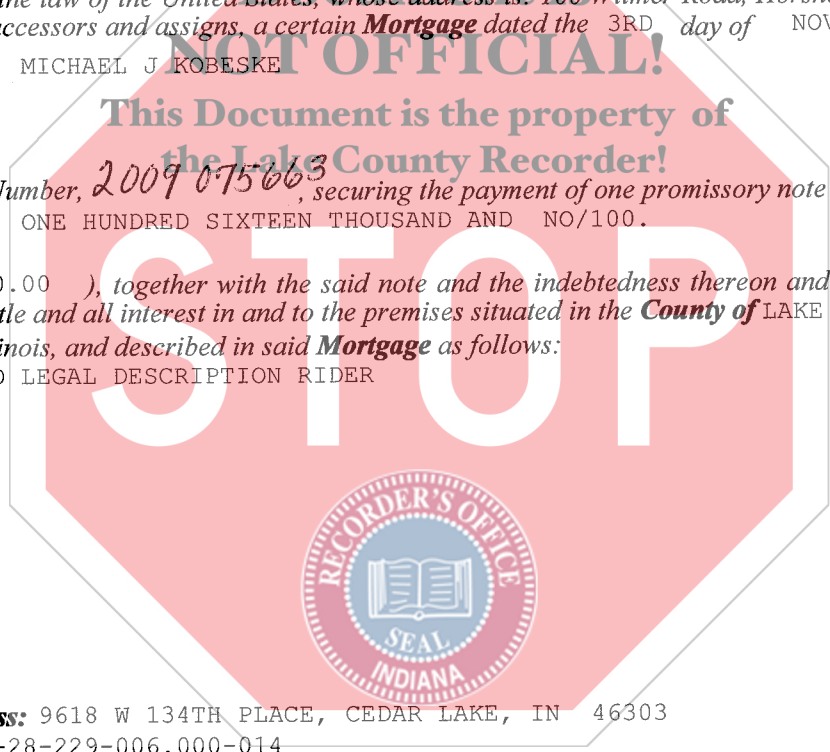 the law of the United States, whose address is: 100 Witmer Road, Horsha
ccessors and assigns, a certain Mortgage dated the 3RD day of NOV
NOT OFFICIAL!
MICHAEL J KOBESKE
This Document is the property of
the Lake County Recorder!
Number, 2009 075663, securing the payment of one promissory note
ONE HUNDRED SIXTEEN THOUSAND AND NO/100.
STOP
0.00 ), together with the said note and the indebtedness thereon and
tle and all interest in and to the premises situated in the County of LAKE
inois, and described in said Mortgage as follows:
D LEGAL DESCRIPTION RIDER
RECORDER'S OFFICE
SEAL
INDIANA
ss: 9618 W 134TH PLACE, CEDAR LAKE, IN 46303
-28-229-006.000-014